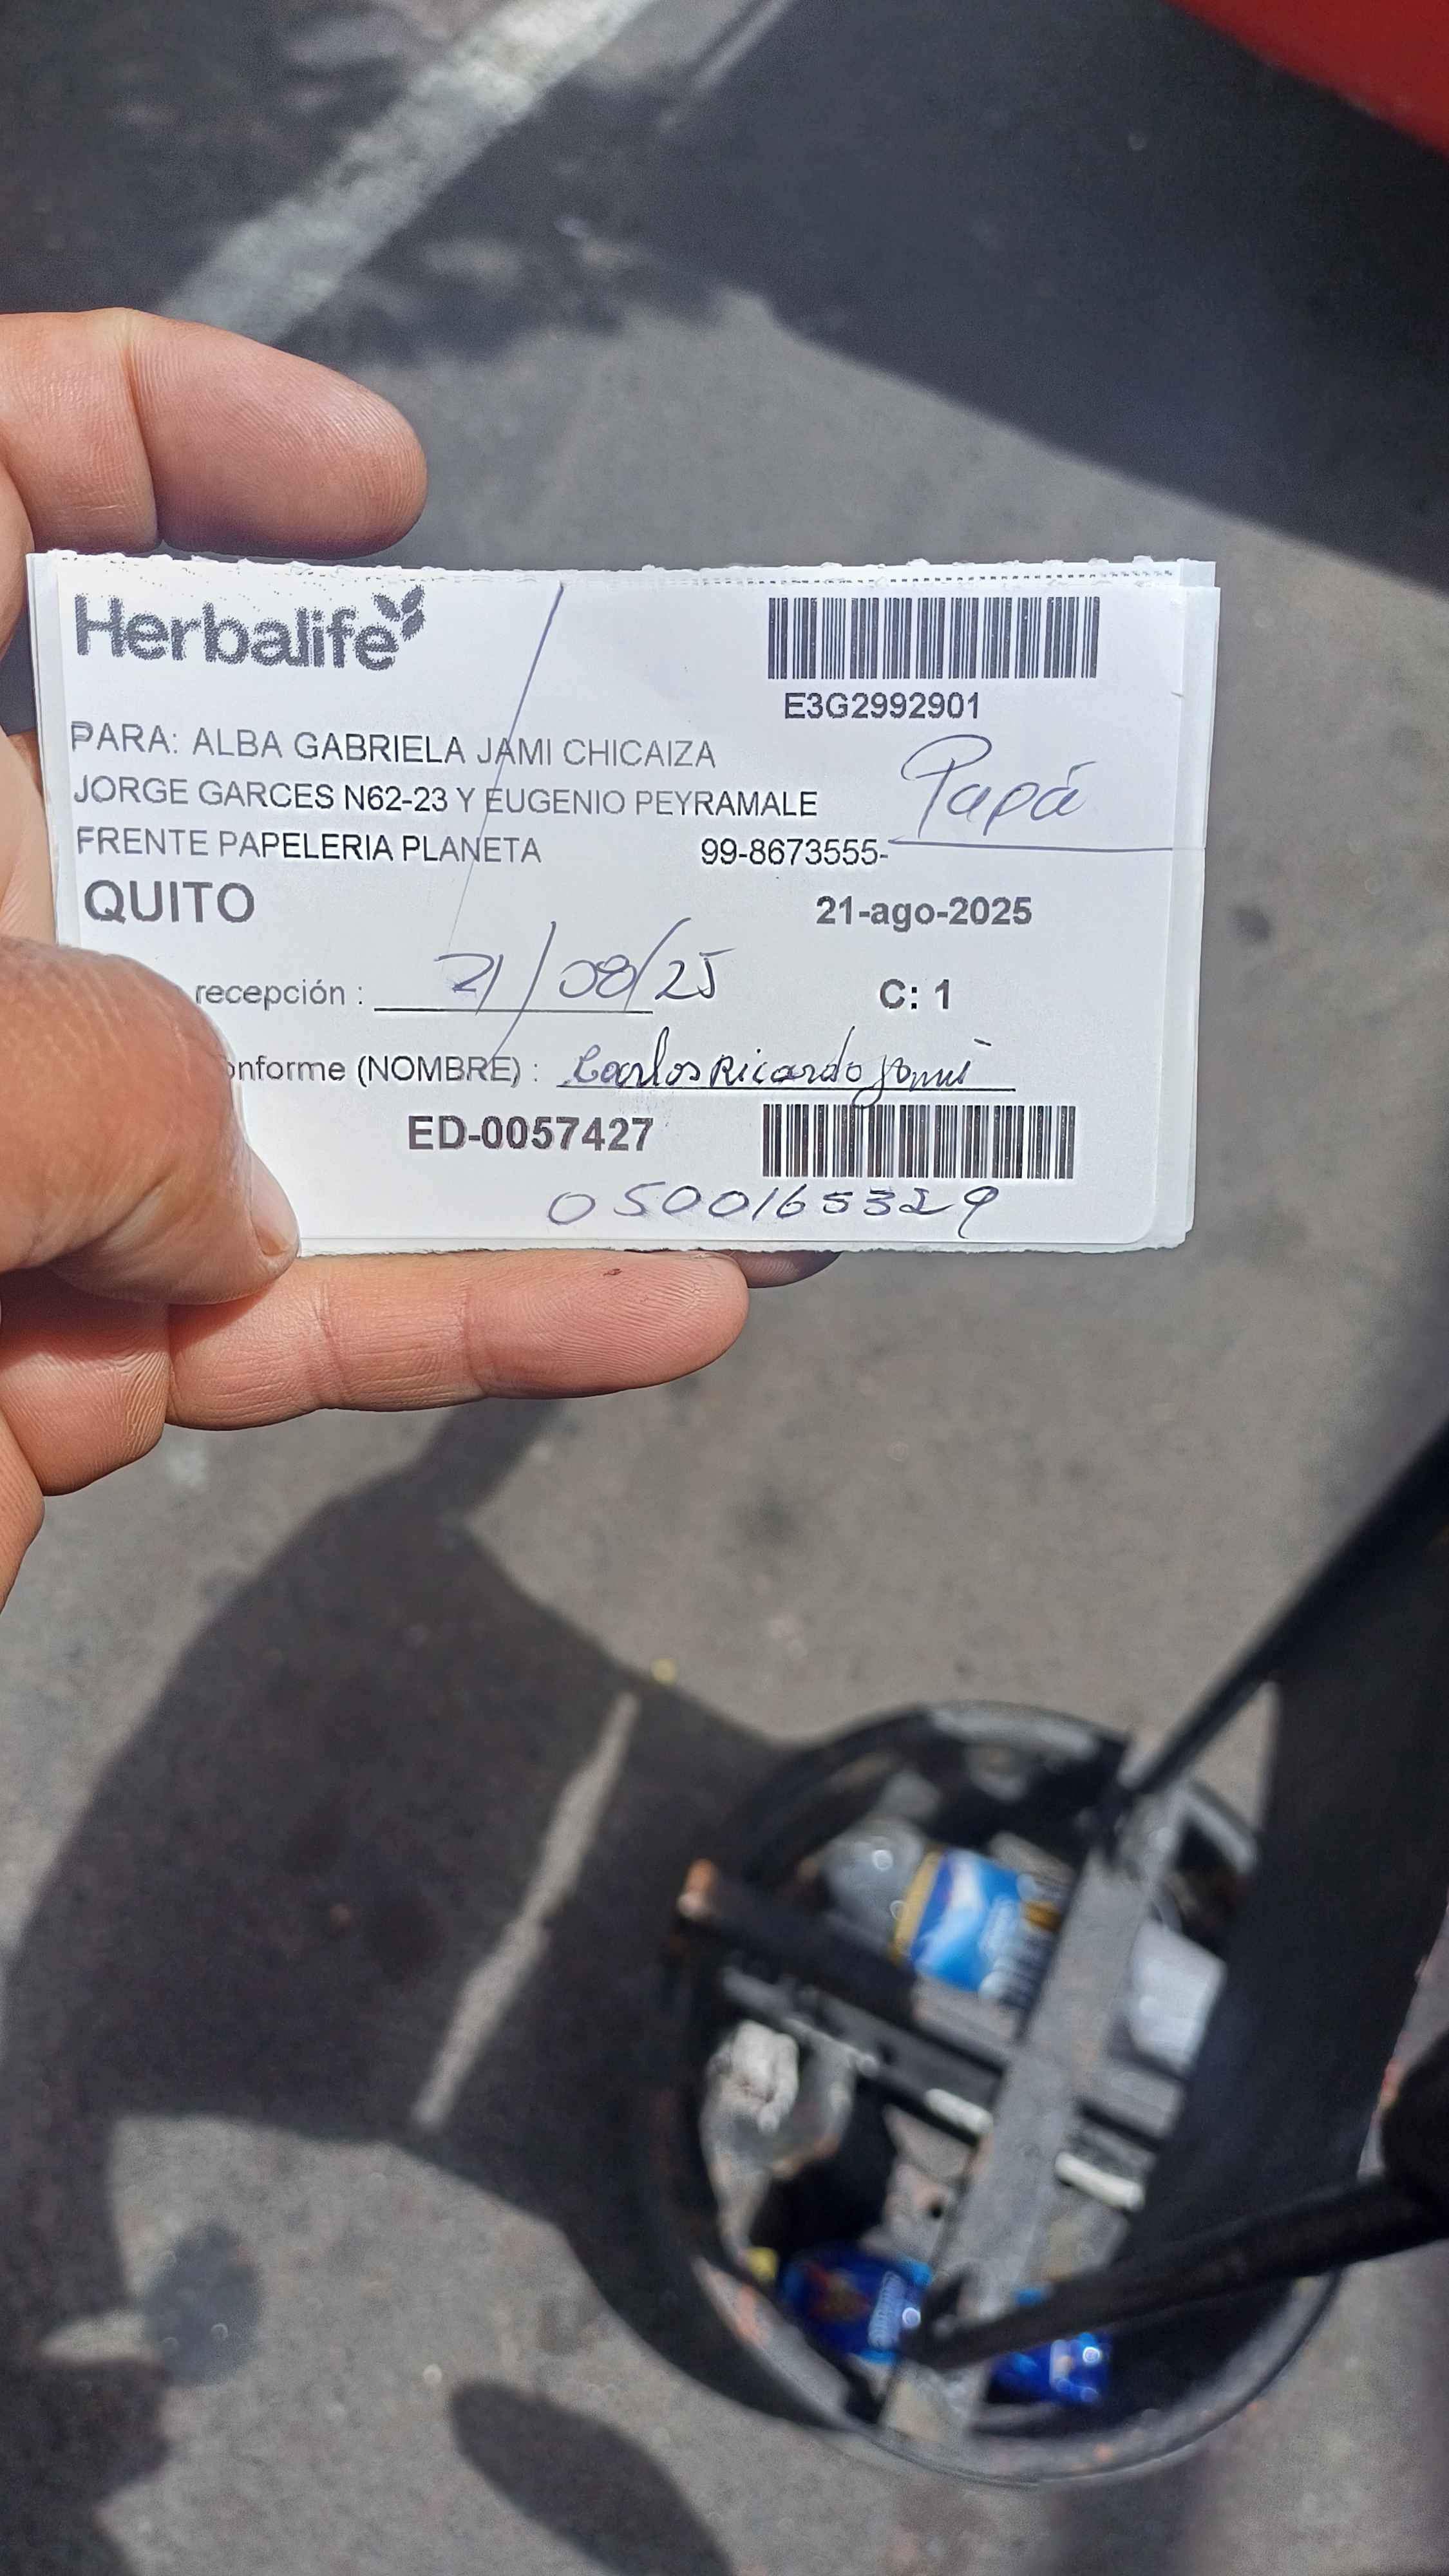 Herbalife
E3G2992901
PARA: ALBA GABRIELA JAMI CHICAIZA
Papá
JORGE GARCES N62-23 Y EUGENIO PEYRAMALE
FRENTE PAPELERIA PLANETA 99-8673555-
QUITO 21-ago-2025
recepción : 21/08/25 C: 1
onforme (NOMBRE) : Carlos Ricardo Jami
ED-0057427
0500165329